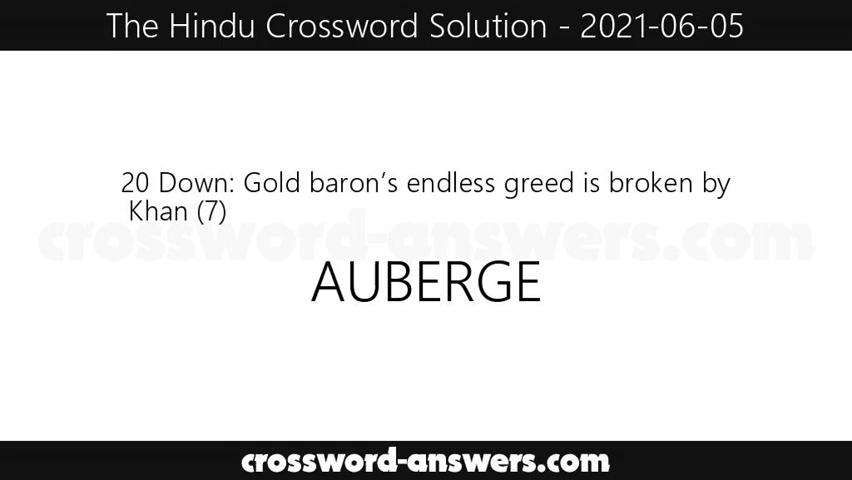 The Hindu Crossword Solution - 2021-06-05
20 Down: Gold baron’s endless greed is broken by
Khan (7)
crossword-answers.com
AUBERGE
crossword-answers.com